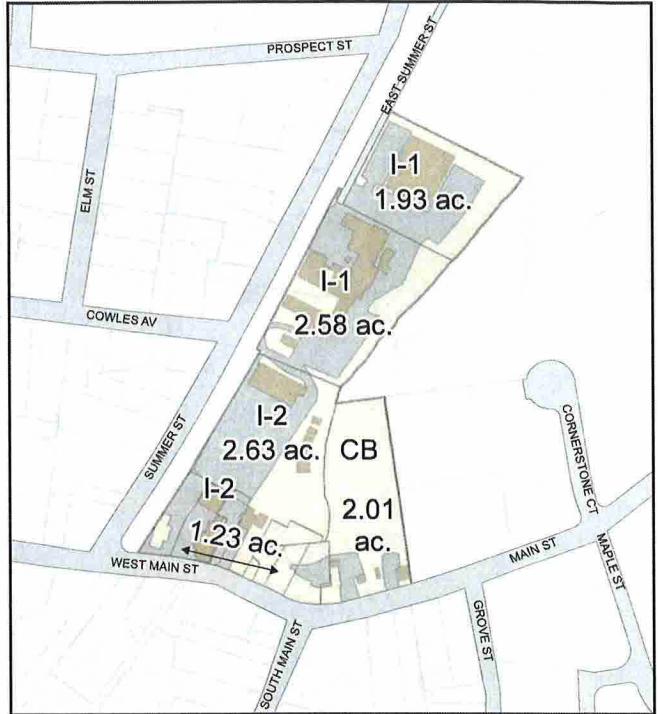 PROSPECT ST
EAST SUMMER ST
I-1
1.93 ac.
ELM ST
I-1
2.58 ac.
COWLES AV
SUMMER ST
I-2
2.63 ac.
CB
2.01
ac.
CORNERSTONE CT
I-2
1.23 ac.
WEST MAIN ST
MAIN ST
MAPLE ST
GROVE ST
SOUTH MAIN ST